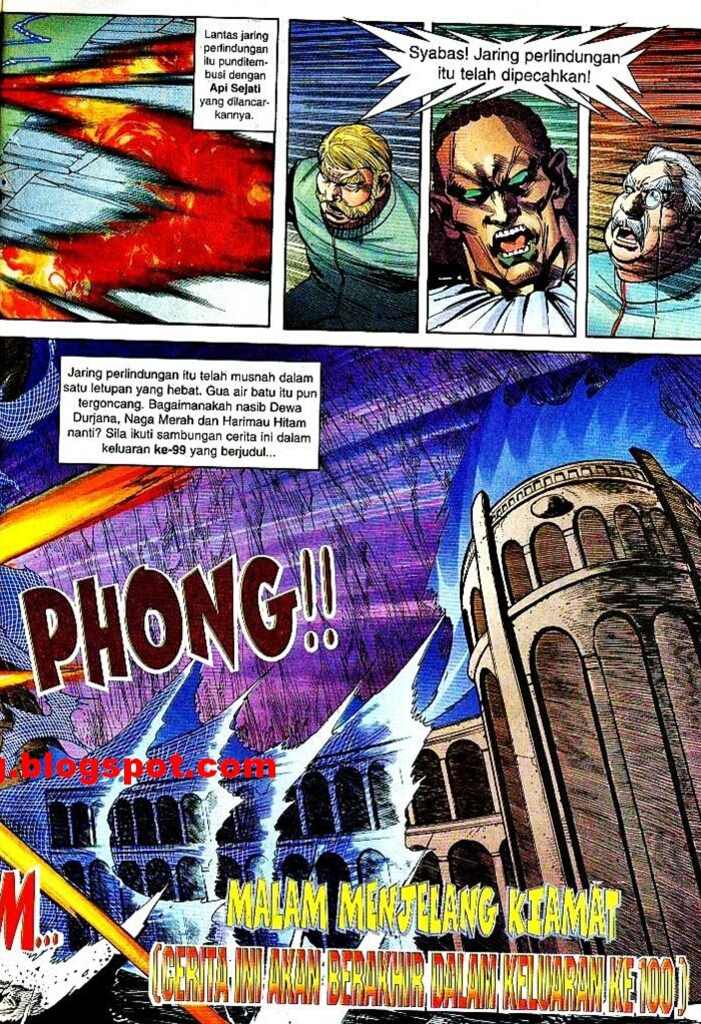 Lantas jaring
perlindungan
itu punditem-
busi dengan
Api Sejati
yang dilancar-
kannya.
Syabas! Jaring perlindungan
itu telah dipecahkan!
Jaring perlindungan itu telah musnah dalam
satu letupan yang hebat. Gua air batu itu pun
tergoncang. Bagaimanakah nasib Dewa
Durjana, Naga Merah dan Harimau Hitam
nanti? Sila ikuti sambungan cerita ini dalam
keluaran ke-99 yang berjudul...
PHONG!!
.blogspot.com
M...
MALAM MENJELANG KIAMAT
(CERITA INI AKAN BERAKHIR DALAM KELUARAN KE 100)